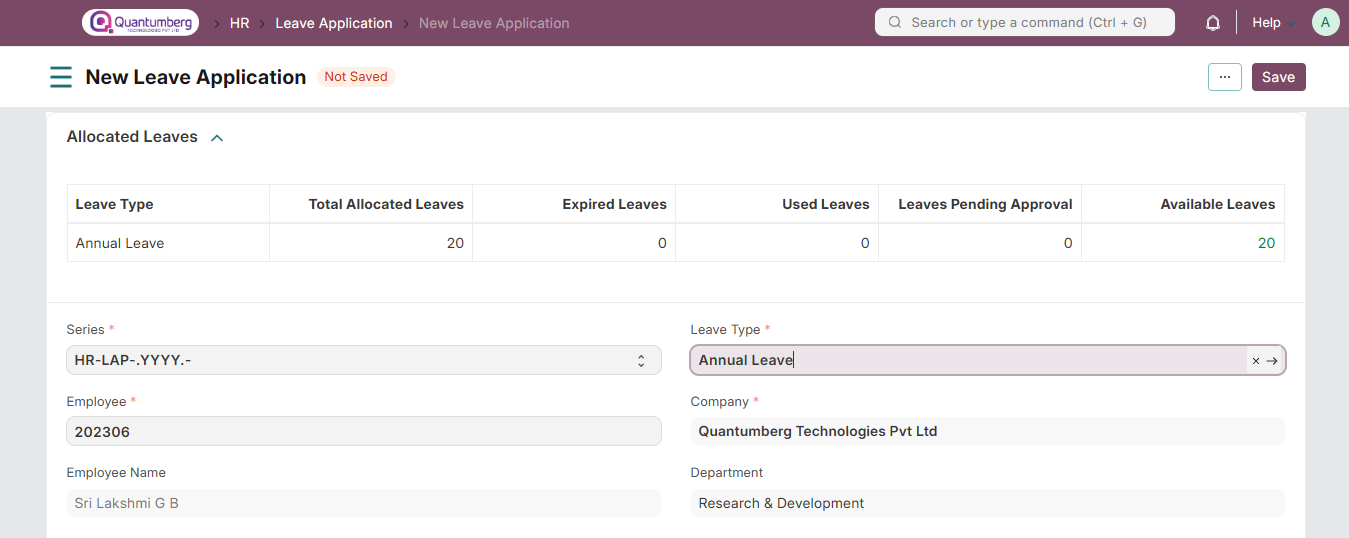 Quantumberg
TECHNOLOGIES PVT LTD
HR
Leave Application
New Leave Application
Search or type a command (Ctrl + G)
Help
A
New Leave Application
Not Saved
...
Save
Allocated Leaves
Leave Type Total Allocated Leaves Expired Leaves Used Leaves Leaves Pending Approval Available Leaves
Annual Leave 20 0 0 0 20
Series *
Leave Type *
HR-LAP-.YYYY.-
Annual Leave
Employee *
Company *
202306
Quantumberg Technologies Pvt Ltd
Employee Name
Department
Sri Lakshmi G B
Research & Development